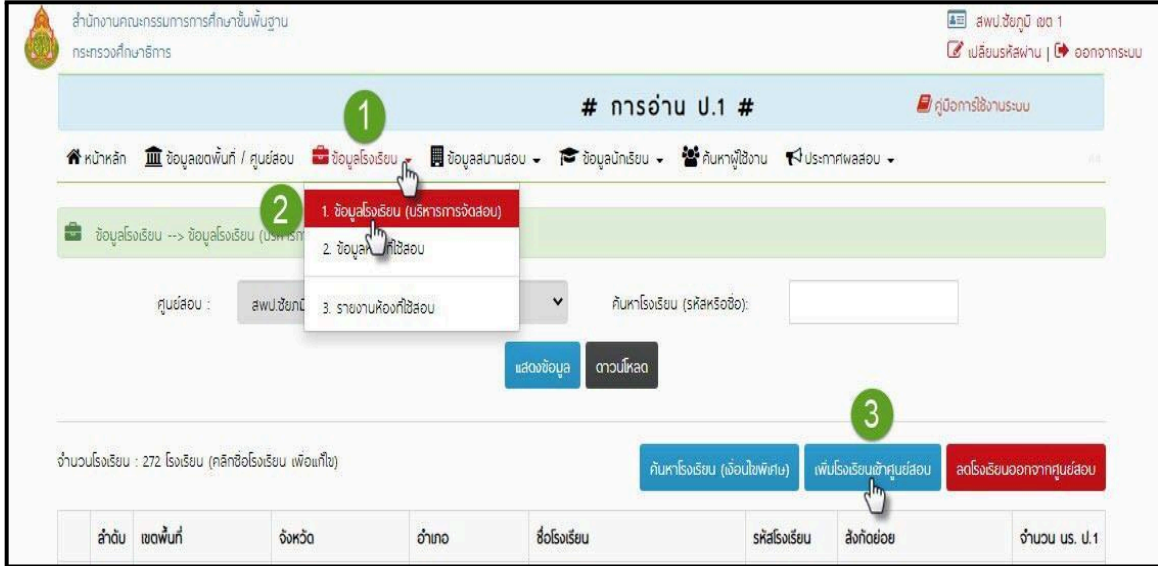 สำนักงานคณะกรรมการการศึกษาขั้นพื้นฐาน
กระทรวงศึกษาธิการ
สพป.ชัยภูมิ เขต 1
เปลี่ยนรหัสผ่าน | ออกจากระบบ
# การอ่าน ป.1 #
คู่มือการใช้งานระบบ
1
หน้าหลัก ข้อมูลเขตพื้นที่ / ศูนย์สอบ ข้อมูลโรงเรียน ข้อมูลสนามสอบ ข้อมูลนักเรียน ค้นหาผู้ใช้งาน ประกาศผลสอบ
2
1. ข้อมูลโรงเรียน (บริหารการจัดสอบ)
2. ข้อมูลห้องที่ใช้สอบ
3. รายงานห้องที่ใช้สอบ
ข้อมูลโรงเรียน --> ข้อมูลโรงเรียน
ศูนย์สอบ :
สพป.ชัยภูมิ
ค้นหาโรงเรียน (รหัสหรือชื่อ):
แสดงข้อมูล ดาวน์โหลด
3
จำนวนโรงเรียน : 272 โรงเรียน (คลิกชื่อโรงเรียน เพื่อแก้ไข)
ค้นหาโรงเรียน (เงื่อนไขพิเศษ) เพิ่มโรงเรียนเข้าศูนย์สอบ ลดโรงเรียนออกจากศูนย์สอบ
ลำดับ เขตพื้นที่ จังหวัด อำเภอ ชื่อโรงเรียน รหัสโรงเรียน สังกัดย่อย จำนวน นร. ป.1